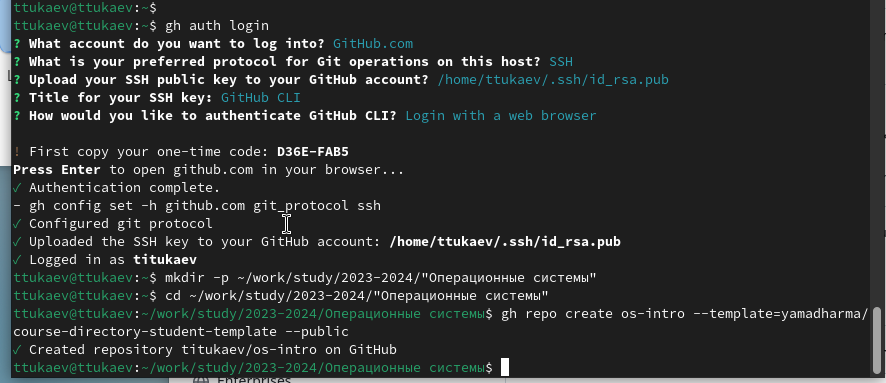 ttukaev@ttukaev:~$
ttukaev@ttukaev:~$ gh auth login
? What account do you want to log into? GitHub.com
? What is your preferred protocol for Git operations on this host? SSH
? Upload your SSH public key to your GitHub account? /home/ttukaev/.ssh/id_rsa.pub
? Title for your SSH key: GitHub CLI
? How would you like to authenticate GitHub CLI? Login with a web browser
! First copy your one-time code: D36E-FAB5
Press Enter to open github.com in your browser...
✓ Authentication complete.
- gh config set -h github.com git_protocol ssh
✓ Configured git protocol
✓ Uploaded the SSH key to your GitHub account: /home/ttukaev/.ssh/id_rsa.pub
✓ Logged in as titukaev
ttukaev@ttukaev:~$ mkdir -p ~/work/study/2023-2024/"Операционные системы"
ttukaev@ttukaev:~$ cd ~/work/study/2023-2024/"Операционные системы"
ttukaev@ttukaev:~/work/study/2023-2024/Операционные системы$ gh repo create os-intro --template=yamadharma/
course-directory-student-template --public
✓ Created repository titukaev/os-intro on GitHub
ttukaev@ttukaev:~/work/study/2023-2024/Операционные системы$
Enterprises